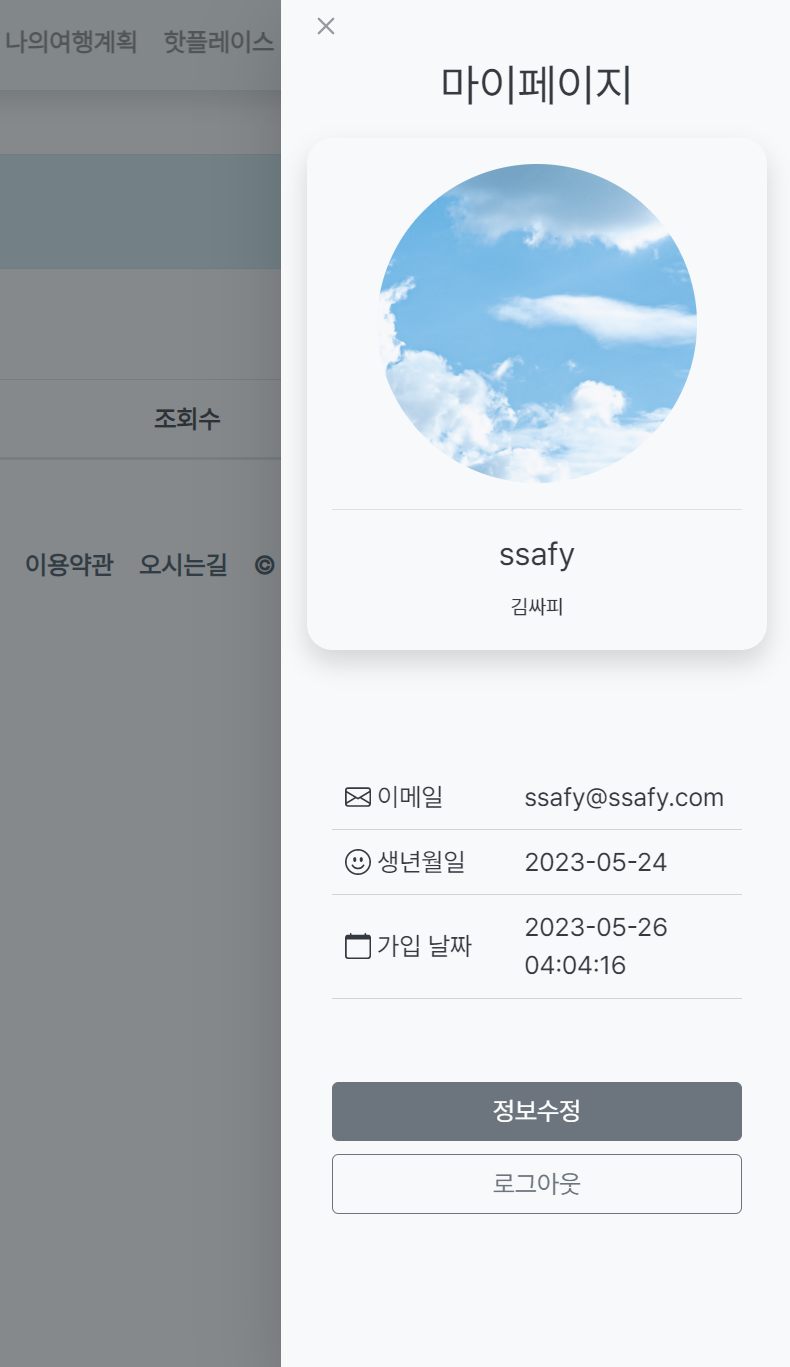 나의여행계획 핫플레이스
조회수
이용약관 오시는길 ©
마이페이지
ssafy
김싸피
이메일 ssafy@ssafy.com
생년월일 2023-05-24
가입 날짜 2023-05-26
04:04:16
정보수정
로그아웃